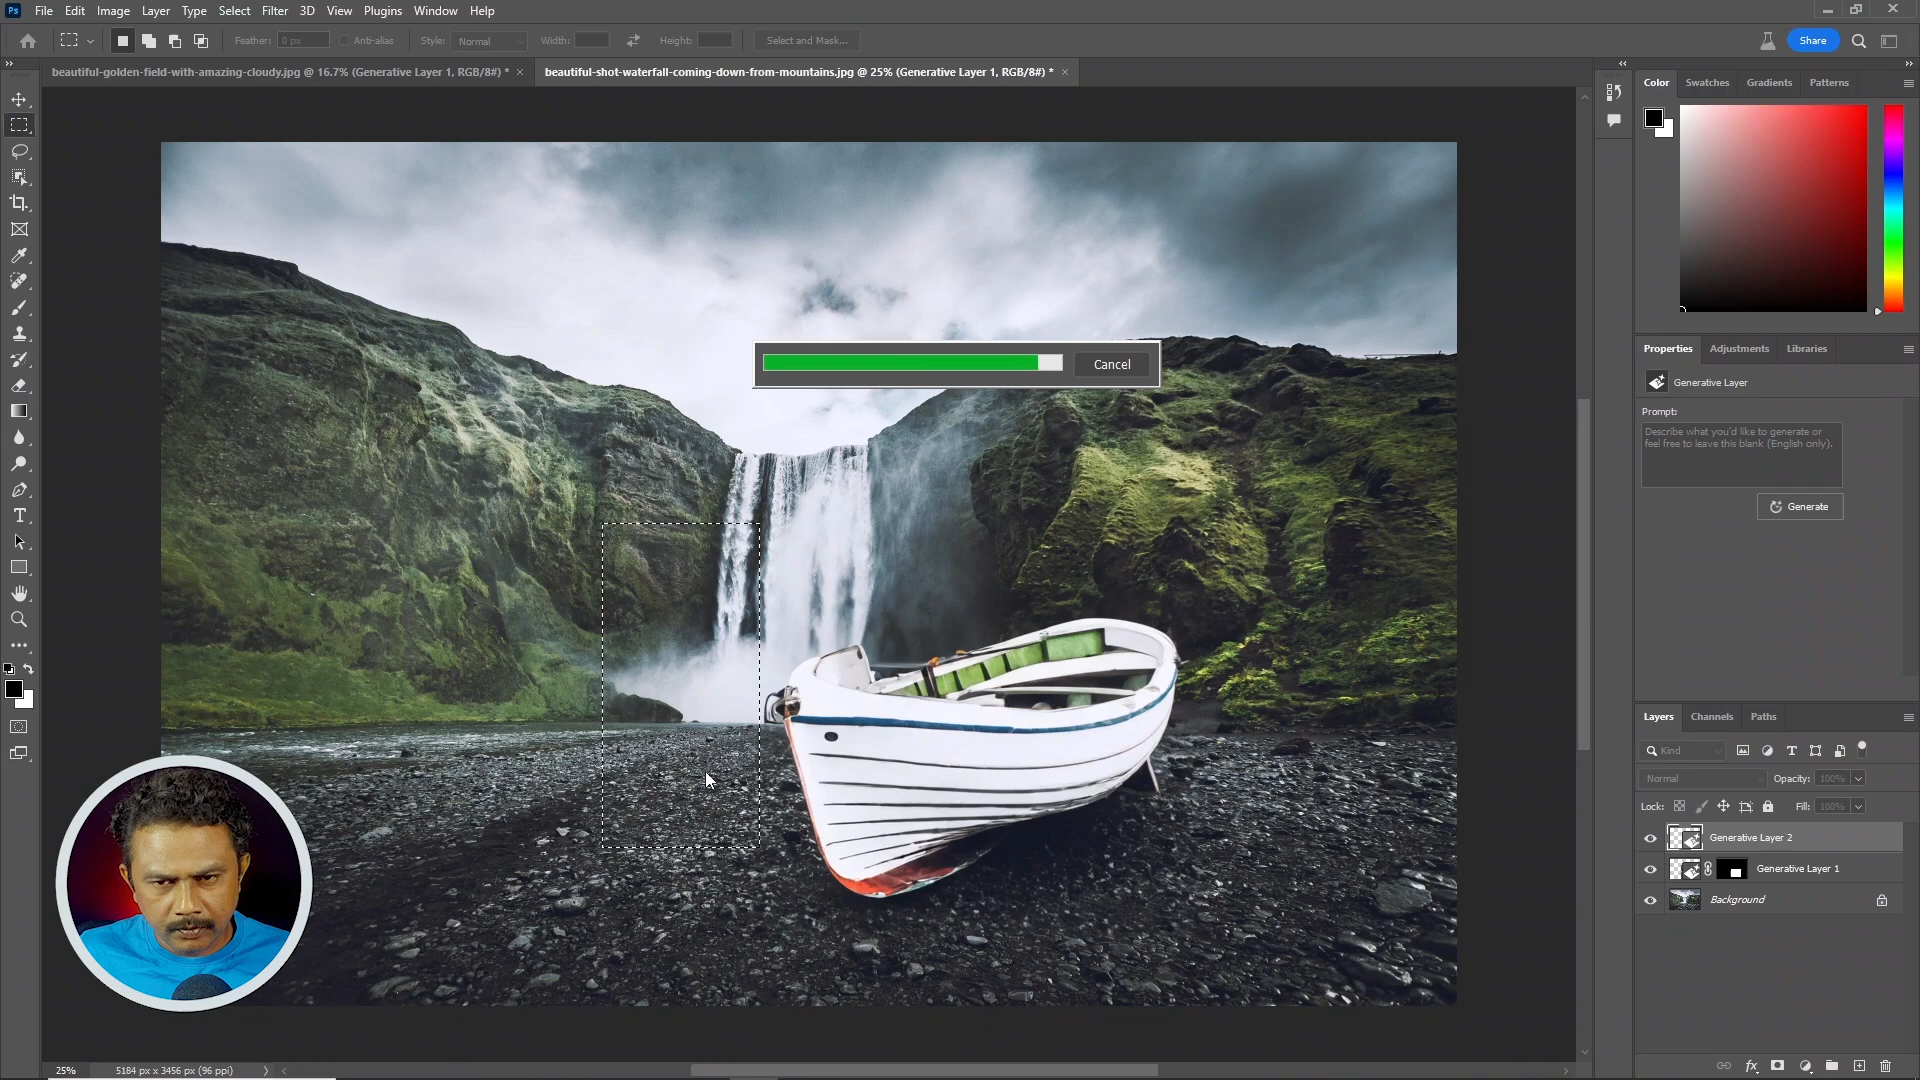 Ps File Edit Image Layer Type Select Filter 3D View Plugins Window Help
Feather: 0 px Anti-alias Style: Normal Width: Height: Select and Mask... Share
beautiful-golden-field-with-amazing-cloudy.jpg @ 16.7% (Generative Layer 1, RGB/8#) * × beautiful-shot-waterfall-coming-down-from-mountains.jpg @ 25% (Generative Layer 1, RGB/8#) * ×
Color Swatches Gradients Patterns
Cancel
Properties Adjustments Libraries
Generative Layer
Prompt:
Describe what you'd like to generate or
feel free to leave this blank (English only).
Generate
Layers Channels Paths
Kind
Normal Opacity: 100%
Lock: Fill: 100%
Generative Layer 2
Generative Layer 1
Background
25% 5184 px x 3456 px (96 ppi)